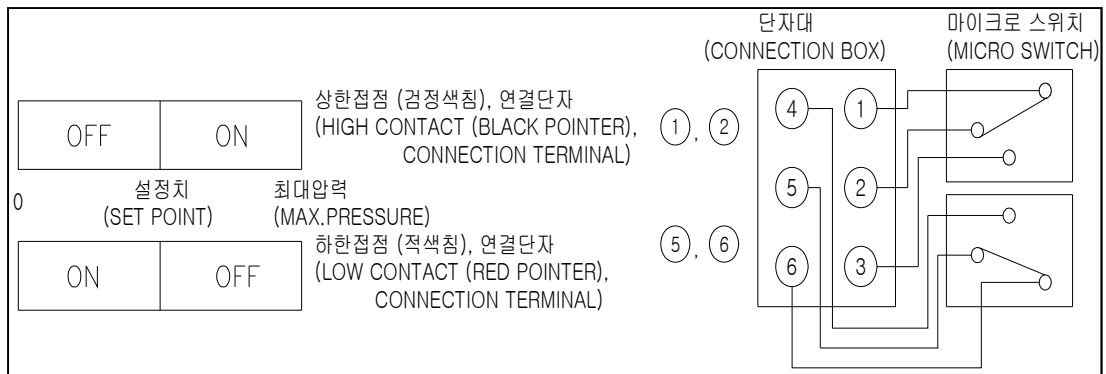 단자대
(CONNECTION BOX)
마이크로 스위치
(MICRO SWITCH)
OFF
ON
상한접점 (검정색침), 연결단자
(HIGH CONTACT (BLACK POINTER),
CONNECTION TERMINAL)
①, ②
0
설정치
(SET POINT)
최대압력
(MAX.PRESSURE)
ON
OFF
하한접점 (적색침), 연결단자
(LOW CONTACT (RED POINTER),
CONNECTION TERMINAL)
⑤, ⑥
④ ①
⑤ ②
⑥ ③